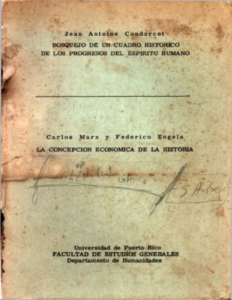 Jean Antoine Condorcet
BOSQUEJO DE UN CUADRO HISTORICO
DE LOS PROGRESOS DEL ESPIRITU HUMANO
Carlos Marx y Federico Engels
LA CONCEPCION ECONOMICA DE LA HISTORIA
Universidad de Puerto Rico
FACULTAD DE ESTUDIOS GENERALES
Departamento de Humanidades